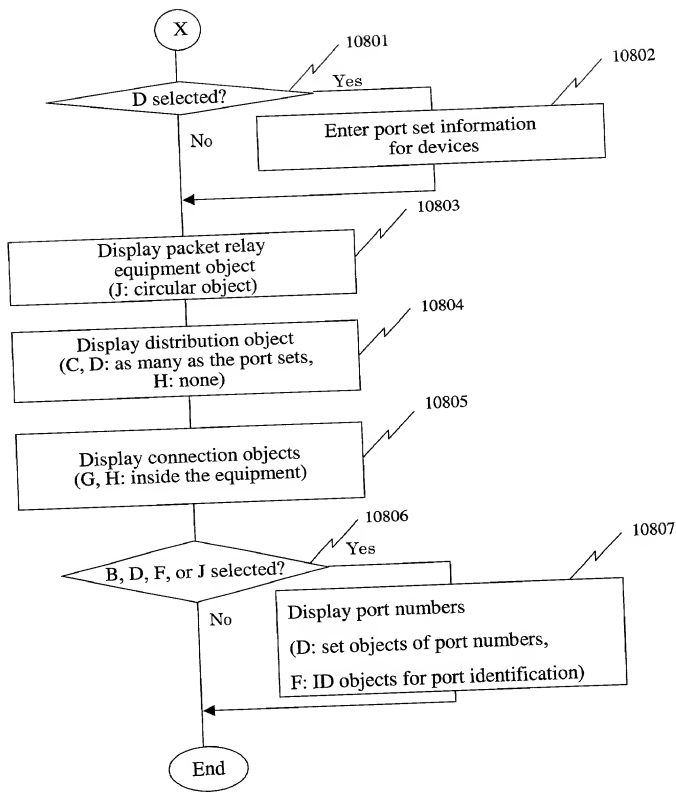 X
10801
D selected?
Yes
10802
No
Enter port set information
for devices
10803
Display packet relay
equipment object
(J: circular object)
10804
Display distribution object
(C, D: as many as the port sets,
H: none)
10805
Display connection objects
(G, H: inside the equipment)
10806
B, D, F, or J selected?
Yes
10807
No
Display port numbers
(D: set objects of port numbers,
F: ID objects for port identification)
End